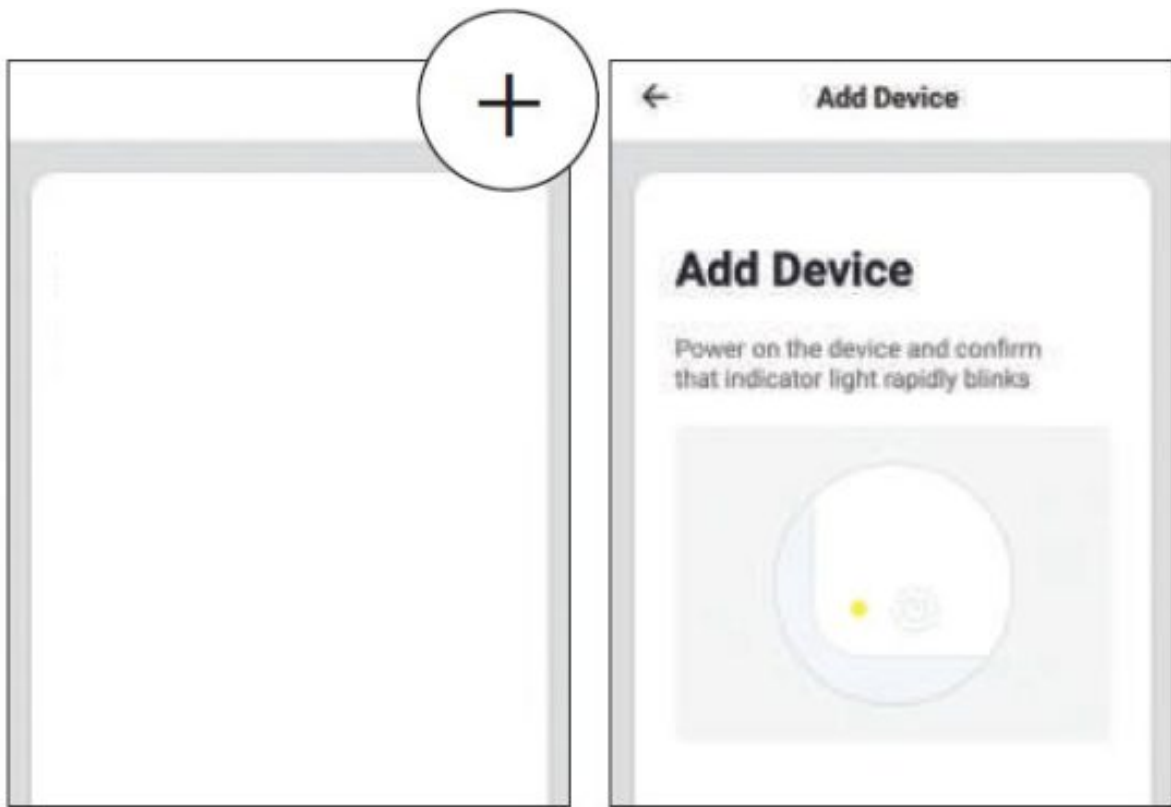 +
Add Device
Add Device
Power on the device and confirm
that indicator light rapidly blinks